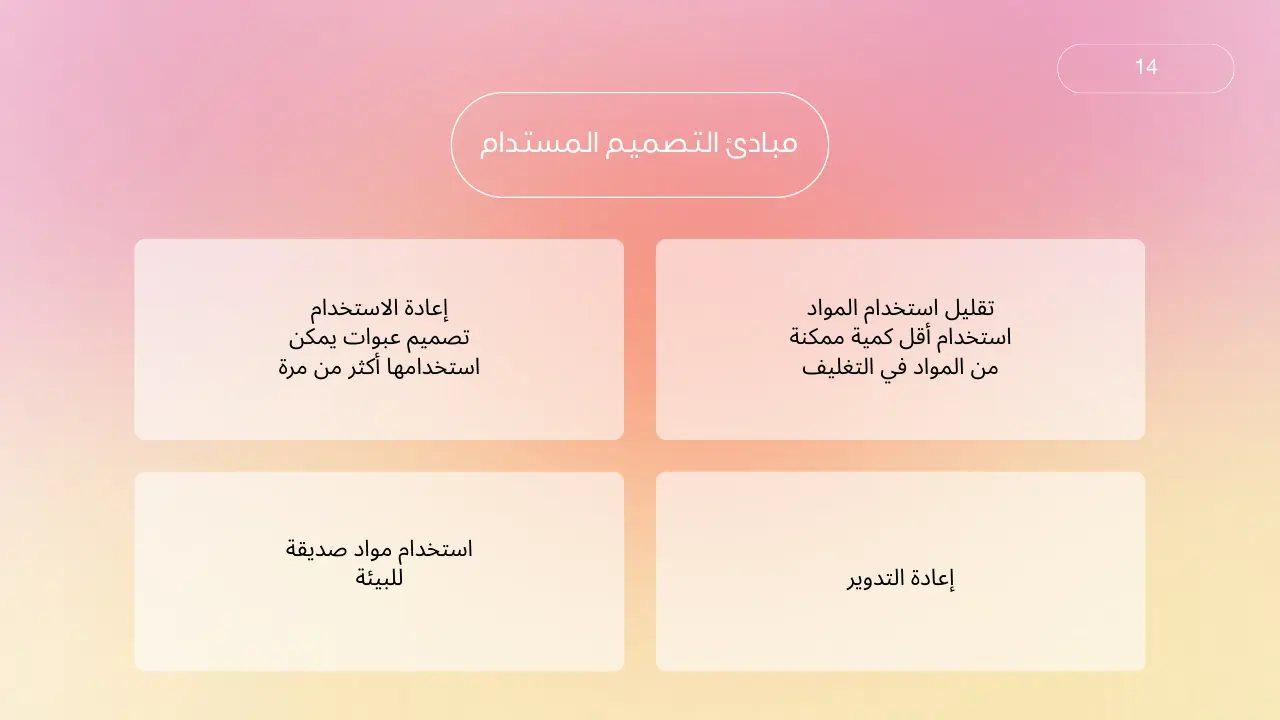 14
مبادئ التصميم المستدام
تقليل استخدام المواد
استخدام أقل كمية ممكنة
من المواد في التغليف
إعادة الاستخدام
تصميم عبوات يمكن
استخدامها أكثر من مرة
إعادة التدوير
استخدام مواد صديقة
للبيئة